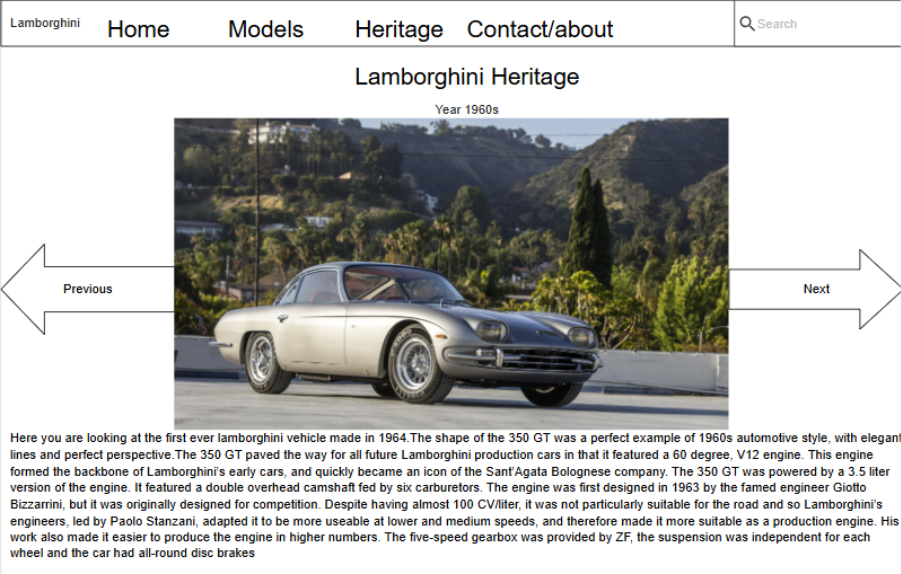 Lamborghini
Home
Models
Heritage
Contact/about
Search
Lamborghini Heritage
Year 1960s
Previous
Next
Here you are looking at the first ever lamborghini vehicle made in 1964.The shape of the 350 GT was a perfect example of 1960s automotive style, with elegant
lines and perfect perspective.The 350 GT paved the way for all future Lamborghini production cars in that it featured a 60 degree, V12 engine. This engine
formed the backbone of Lamborghini's early cars, and quickly became an icon of the Sant'Agata Bolognese company. The 350 GT was powered by a 3.5 liter
version of the engine. It featured a double overhead camshaft fed by six carburetors. The engine was first designed in 1963 by the famed engineer Giotto
Bizzarrini, but it was originally designed for competition. Despite having almost 100 CV/liter, it was not particularly suitable for the road and so Lamborghini's
engineers, led by Paolo Stanzani, adapted it to be more useable at lower and medium speeds, and therefore made it more suitable as a production engine. His
work also made it easier to produce the engine in higher numbers. The five-speed gearbox was provided by ZF, the suspension was independent for each
wheel and the car had all-round disc brakes